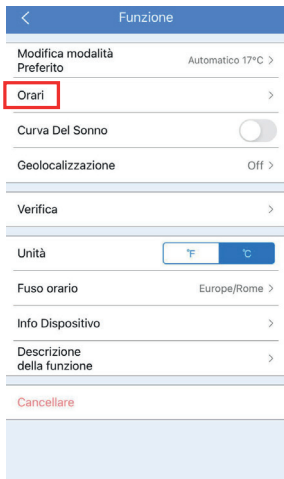 Funzione
Modifica modalità
Preferito
Automatico 17°C
Orari
Curva Del Sonno
Geolocalizzazione
Off
Verifica
Unità
°F
°C
Fuso orario
Europe/Rome
Info Dispositivo
Descrizione
della funzione
Cancellare